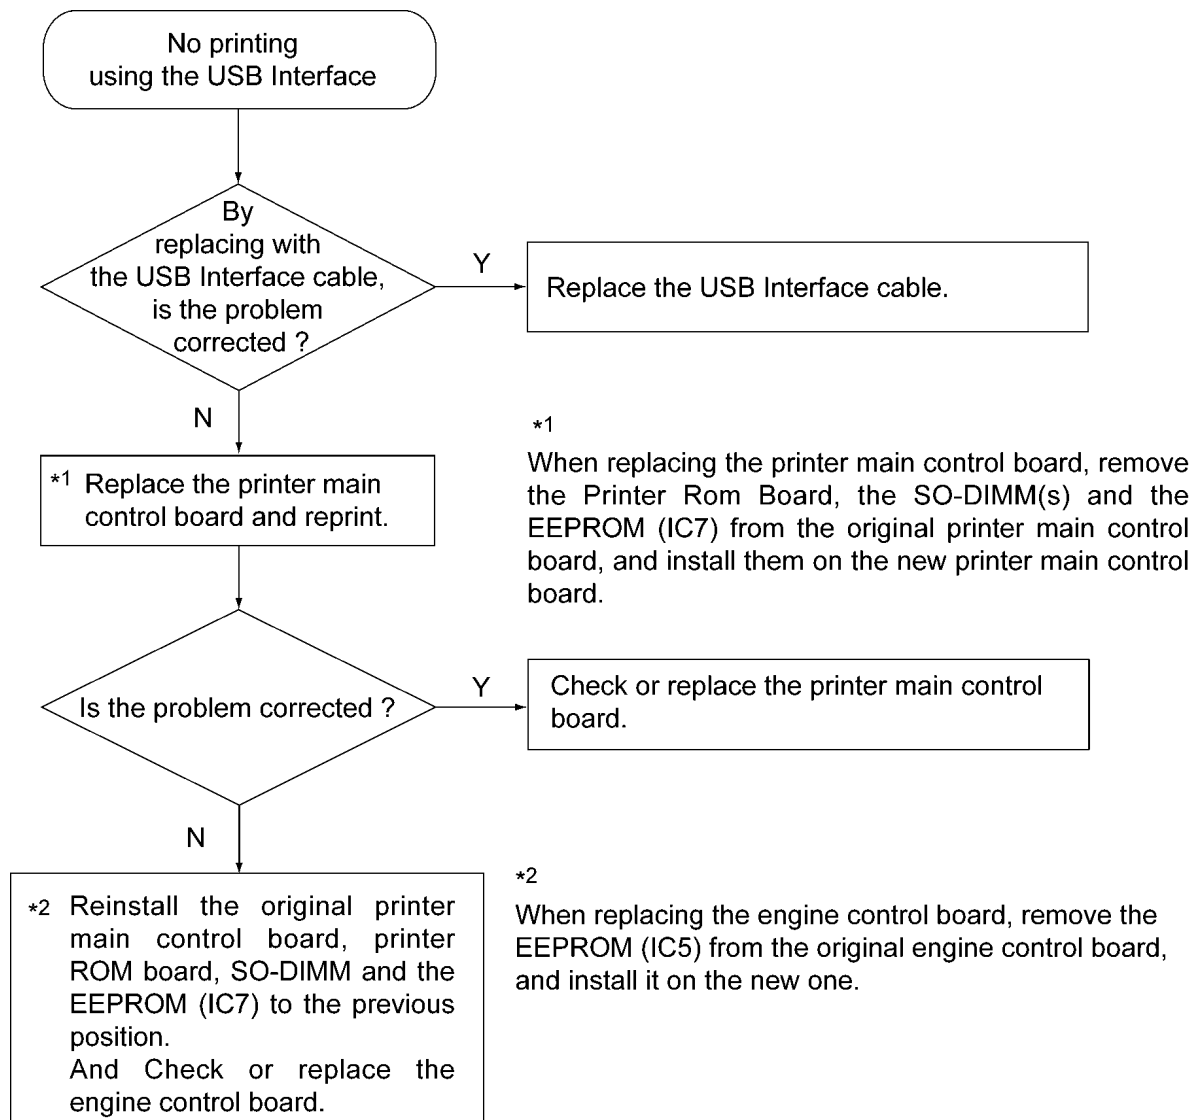 No printing
using the USB Interface
By
replacing with
the USB Interface cable,
is the problem
corrected ?
Y
Replace the USB Interface cable.
N
*1 Replace the printer main
control board and reprint.
*1
When replacing the printer main control board, remove
the Printer Rom Board, the SO-DIMM(s) and the
EEPROM (IC7) from the original printer main control
board, and install them on the new printer main control
board.
Is the problem corrected ?
Y
Check or replace the printer main control
board.
N
*2 Reinstall the original printer
main control board, printer
ROM board, SO-DIMM and the
EEPROM (IC7) to the previous
position.
And Check or replace the
engine control board.
*2
When replacing the engine control board, remove the
EEPROM (IC5) from the original engine control board,
and install it on the new one.